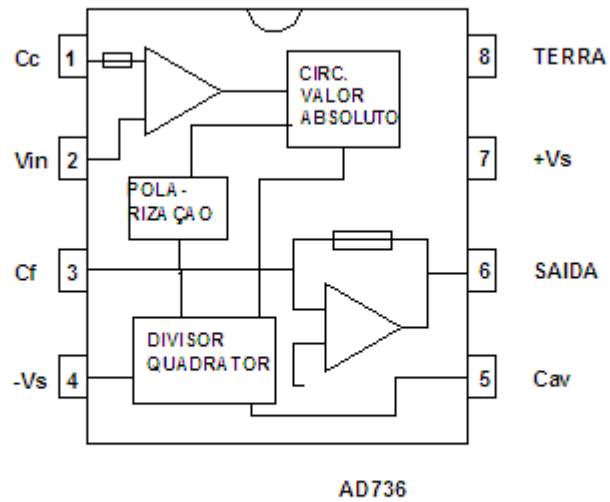 Cc
1
CIRC.
VALOR
ABSOLUTO
8
TERRA
Vin
2
7
+Vs
POLA-
RIZAÇAO
Cf
3
6
SAIDA
DIVISOR
QUADRATOR
-Vs
4
5
Cav
AD736